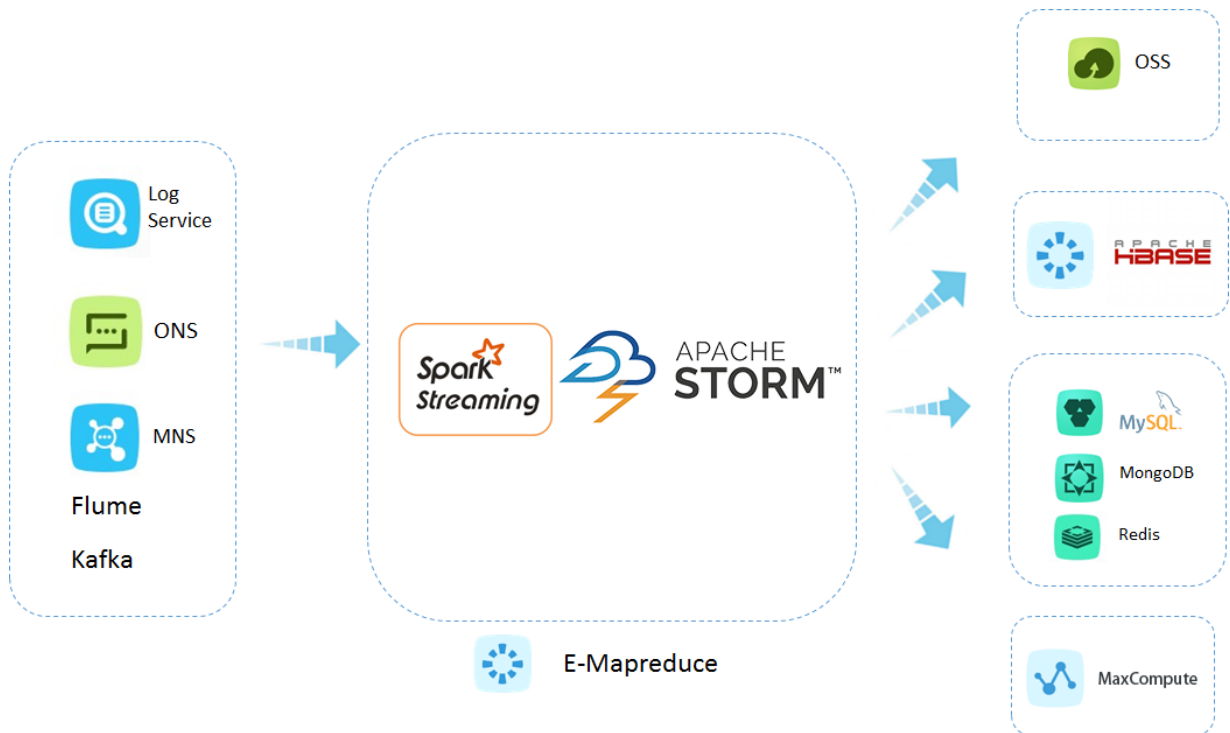 Log
Service
ONS
MNS
Flume
Kafka
Spark
Streaming
APACHE
STORM™
E-Mapreduce
OSS
APACHE
HBASE
MySQL
MongoDB
Redis
MaxCompute